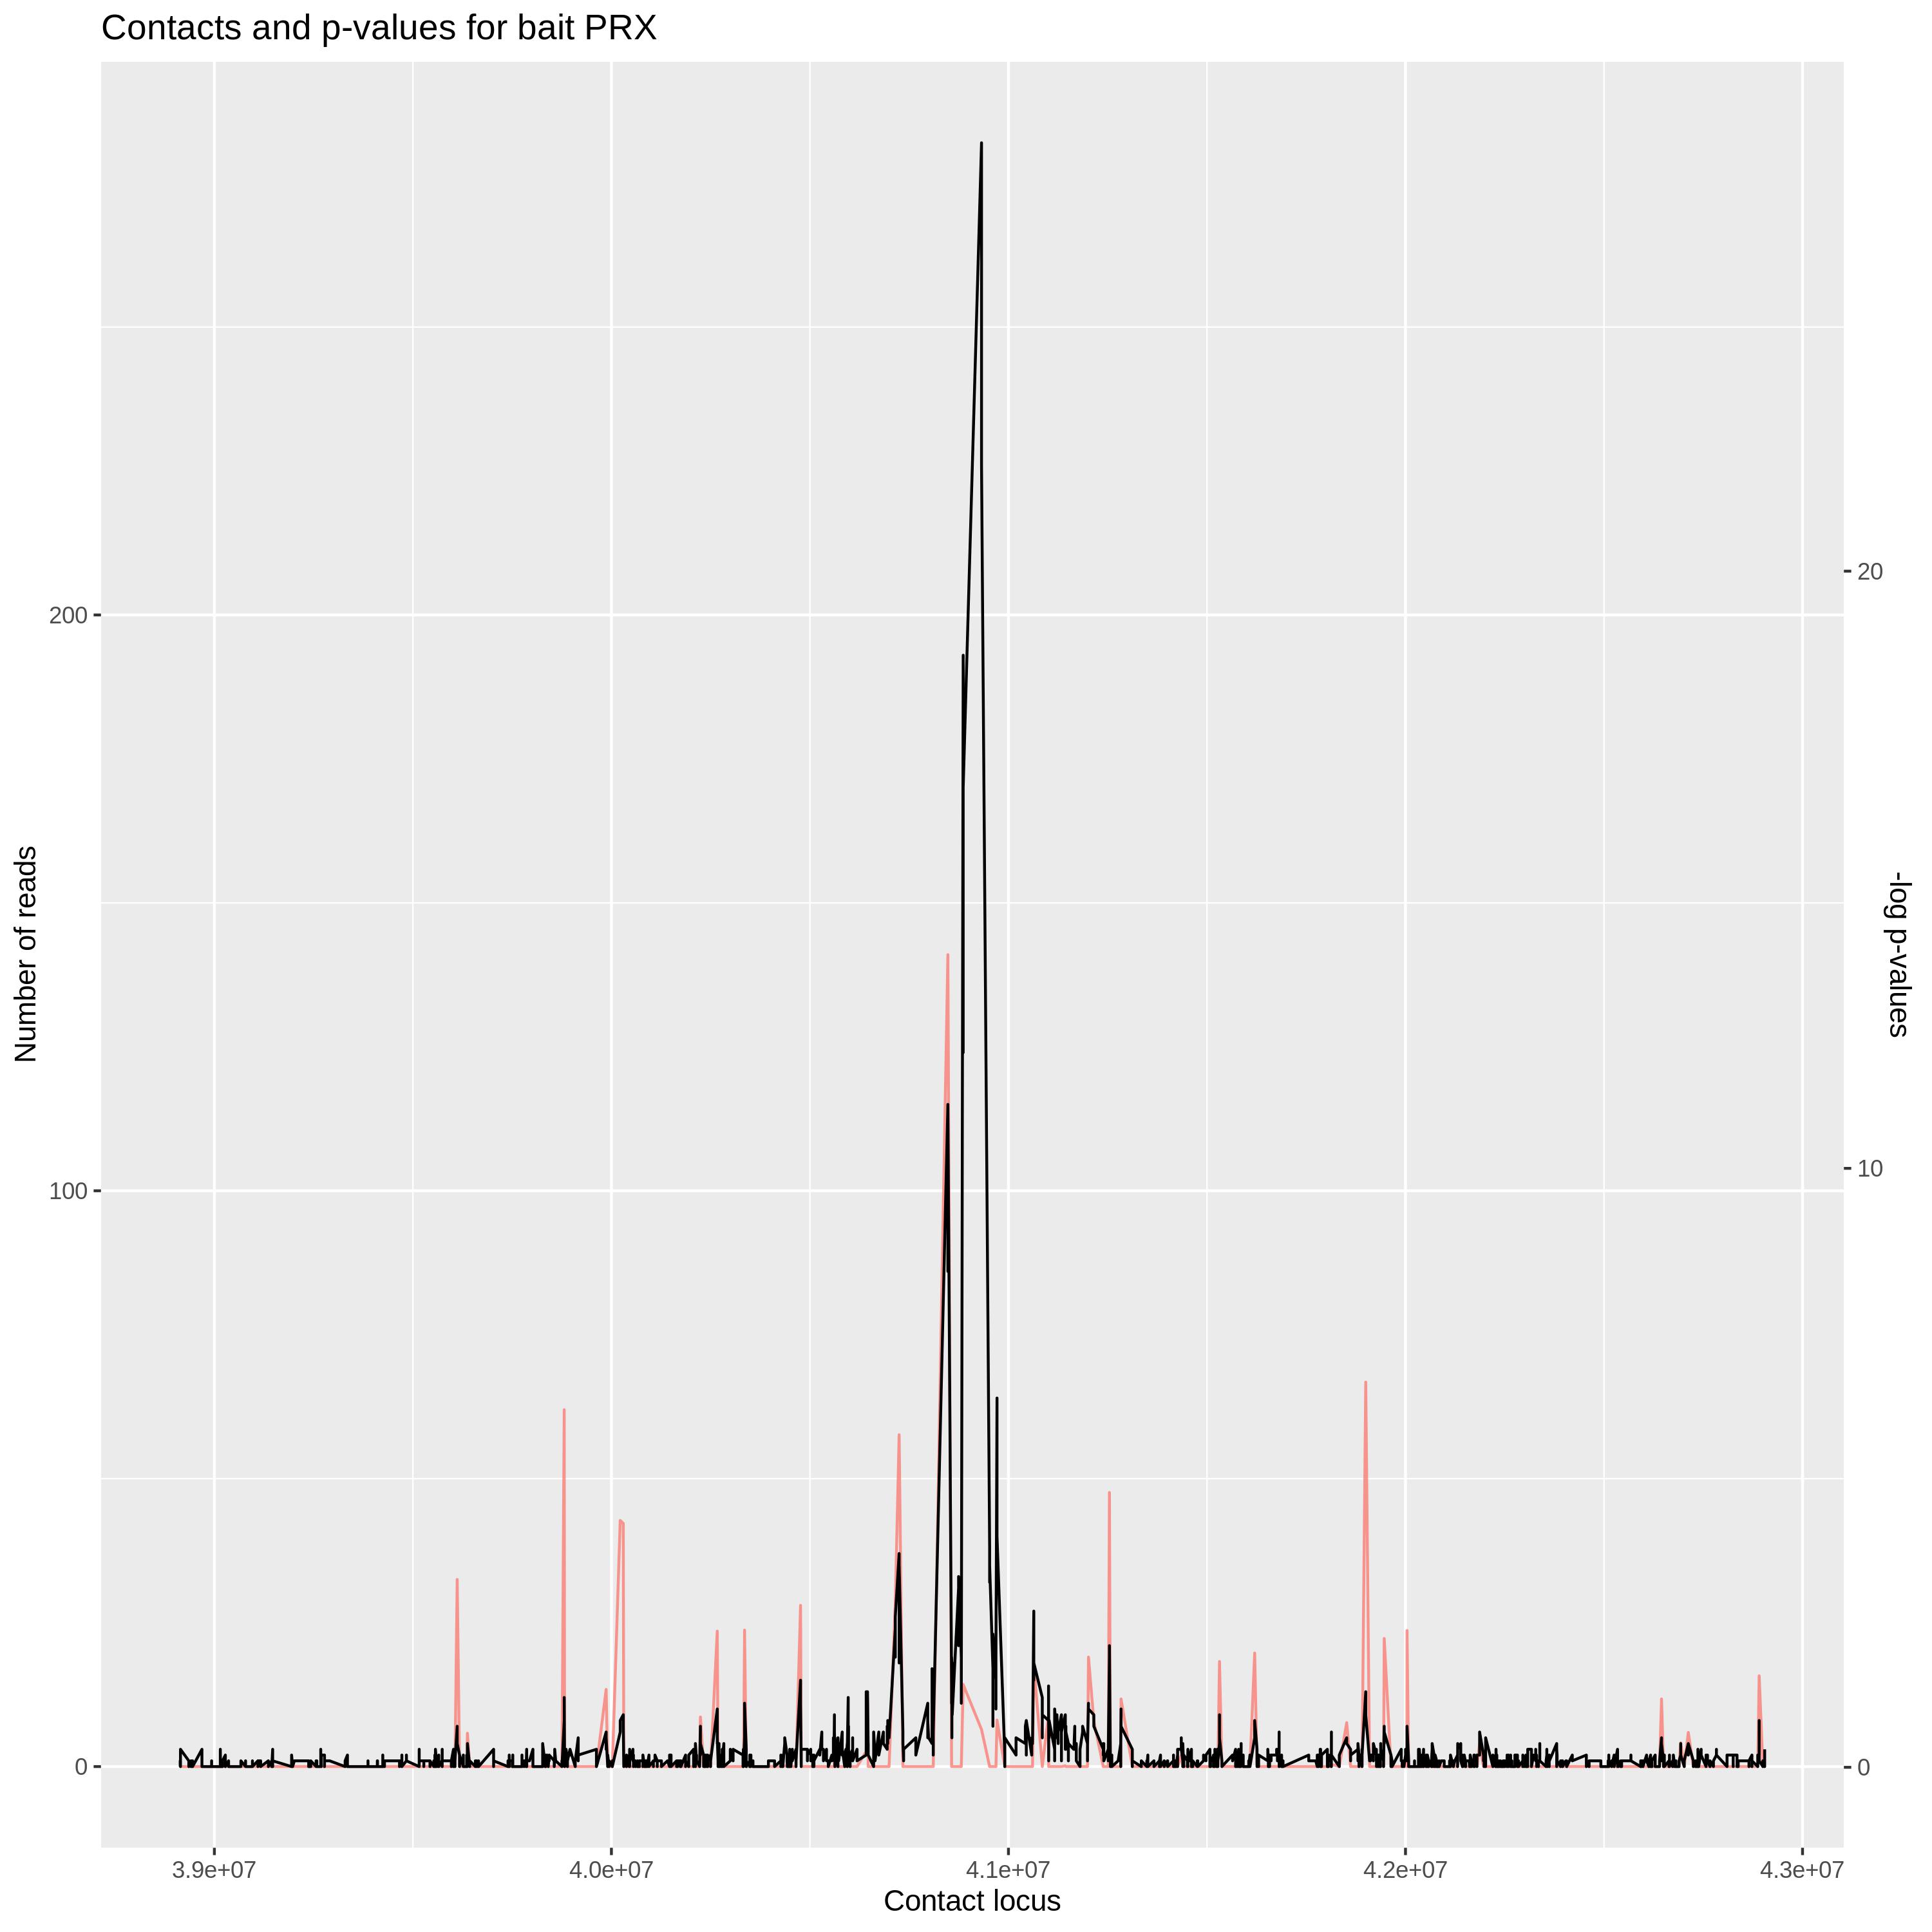 Contacts and p-values for bait PRX
Number of reads
200
100
0
20
10
0
-log p-values
3.9e+07
4.0e+07
4.1e+07
4.2e+07
4.3e+07
Contact locus